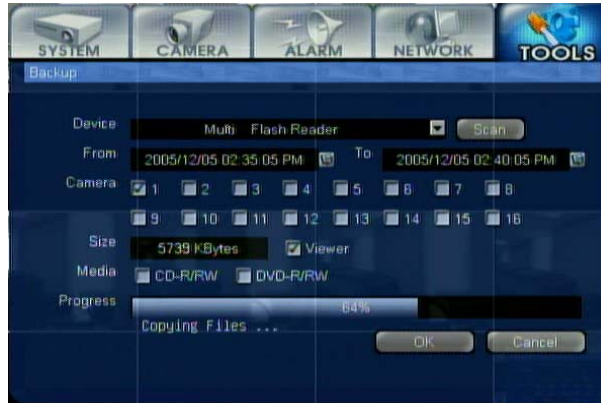 SYSTEM CAMERA ALARM NETWORK TOOLS
Backup
Device Multi Flash Reader Scan
From 2005/12/05 02:35:05 PM To 2005/12/05 02:40:05 PM
Camera 1 2 3 4 5 6 7 8
9 10 11 12 13 14 15 16
Size 5739 KBytes Viewer
Media CD-R/RW DVD-R/RW
Progress 64%
Copying Files ...
OK Cancel